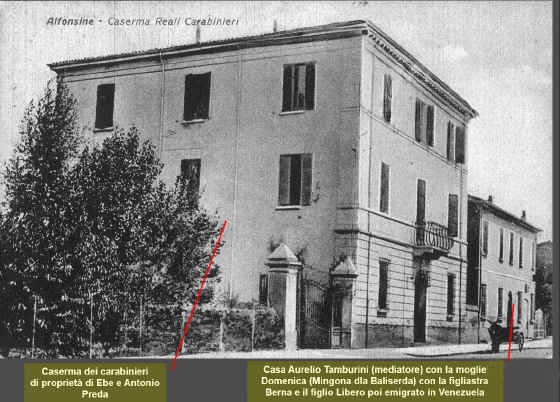 Alfonsine - Caserma Reali Carabinieri
Caserma dei carabinieri
di proprietà di Ebe e Antonio
Preda
Casa Aurelio Tamburini (mediatore) con la moglie
Domenica (Mingona dla Baliserda) con la figliastra
Berna e il figlio Libero poi emigrato in Venezuela